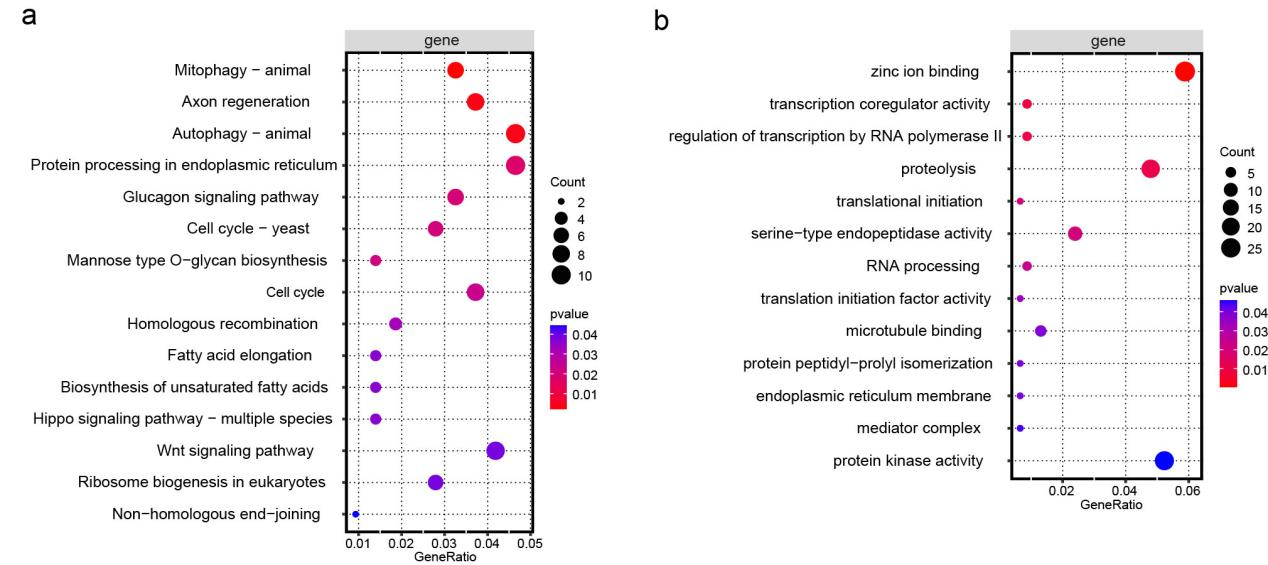 a
gene
Mitophagy − animal
Axon regeneration
Autophagy − animal
Protein processing in endoplasmic reticulum
Glucagon signaling pathway
Cell cycle − yeast
Mannose type O−glycan biosynthesis
Cell cycle
Homologous recombination
Fatty acid elongation
Biosynthesis of unsaturated fatty acids
Hippo signaling pathway − multiple species
Wnt signaling pathway
Ribosome biogenesis in eukaryotes
Non−homologous end−joining
0.01 0.02 0.03 0.04 0.05
GeneRatio
Count
2
4
6
8
10
pvalue
0.04
0.03
0.02
0.01
b
gene
zinc ion binding
transcription coregulator activity
regulation of transcription by RNA polymerase II
proteolysis
translational initiation
serine−type endopeptidase activity
RNA processing
translation initiation factor activity
microtubule binding
protein peptidyl−prolyl isomerization
endoplasmic reticulum membrane
mediator complex
protein kinase activity
0.02 0.04 0.06
GeneRatio
Count
5
10
15
20
25
pvalue
0.04
0.03
0.02
0.01